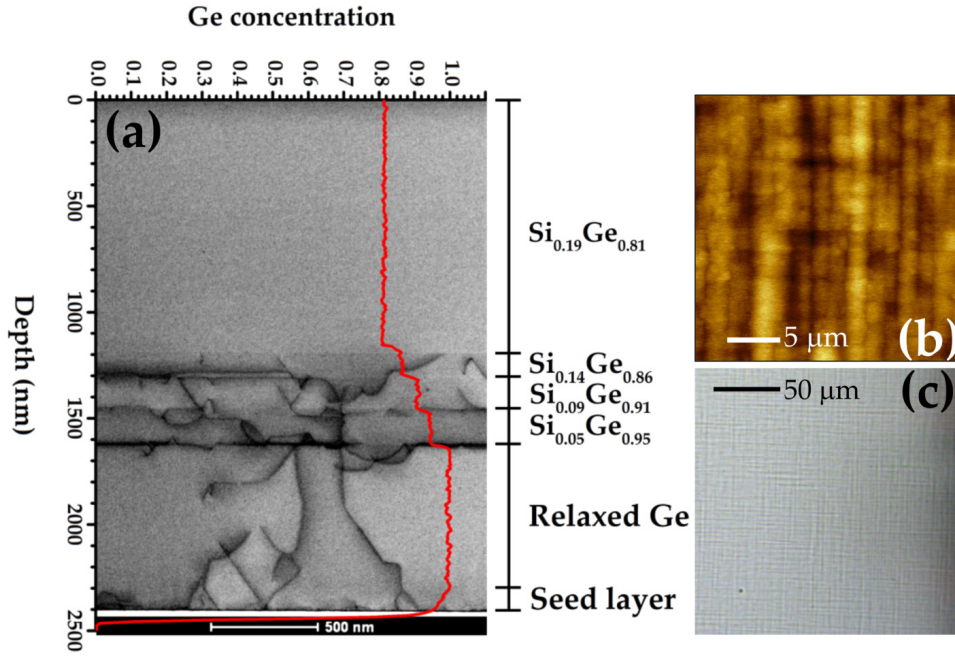 Ge concentration
0.0 0.1 0.2 0.3 0.4 0.5 0.6 0.7 0.8 0.9 1.0
(a)
Depth (nm)
0
500
1000
1500
2000
2500
Si0.19Ge0.81
Si0.14Ge0.86
Si0.09Ge0.91
Si0.05Ge0.95
Relaxed Ge
Seed layer
500 nm
5 μm
(b)
50 μm
(c)